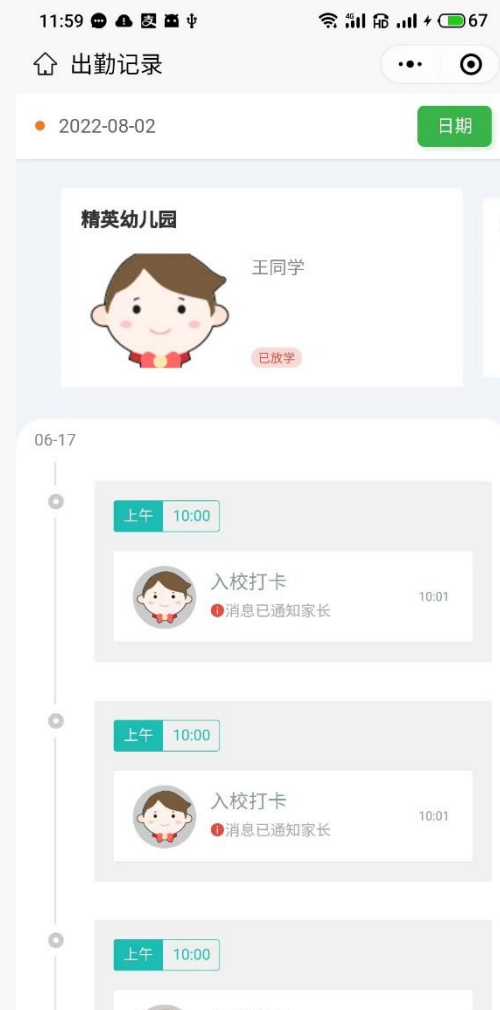 11:59 67
出勤记录
2022-08-02 日期
精英幼儿园
王同学
已放学
06-17
上午 10:00
入校打卡
消息已通知家长 10:01
上午 10:00
入校打卡
消息已通知家长 10:01
上午 10:00